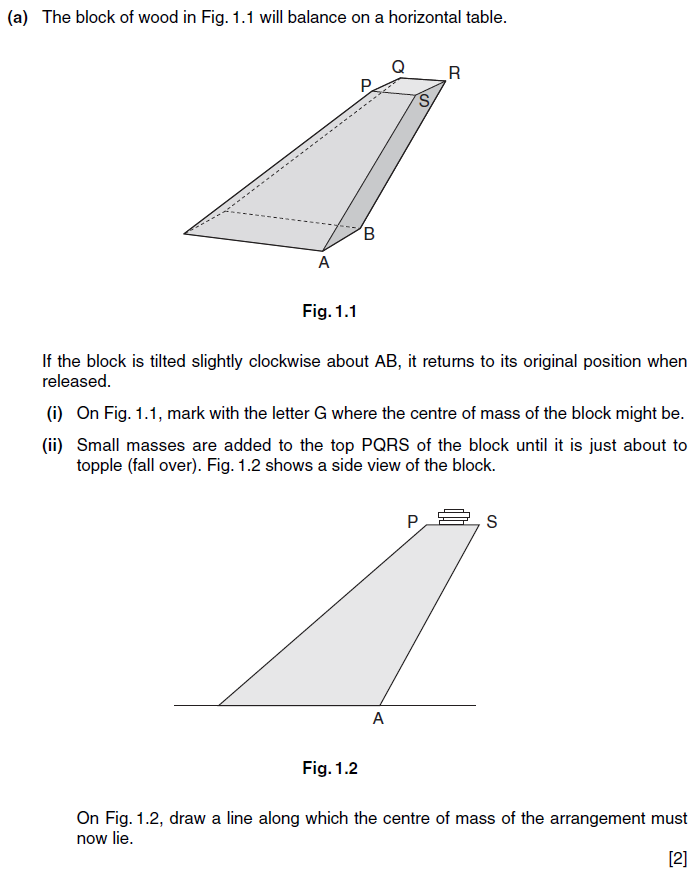 (a) The block of wood in Fig. 1.1 will balance on a horizontal table.
Q
R
P
S
B
A
Fig. 1.1
If the block is tilted slightly clockwise about AB, it returns to its original position when
released.
(i) On Fig. 1.1, mark with the letter G where the centre of mass of the block might be.
(ii) Small masses are added to the top PQRS of the block until it is just about to
topple (fall over). Fig. 1.2 shows a side view of the block.
P
S
A
Fig. 1.2
On Fig. 1.2, draw a line along which the centre of mass of the arrangement must
now lie.
[2]